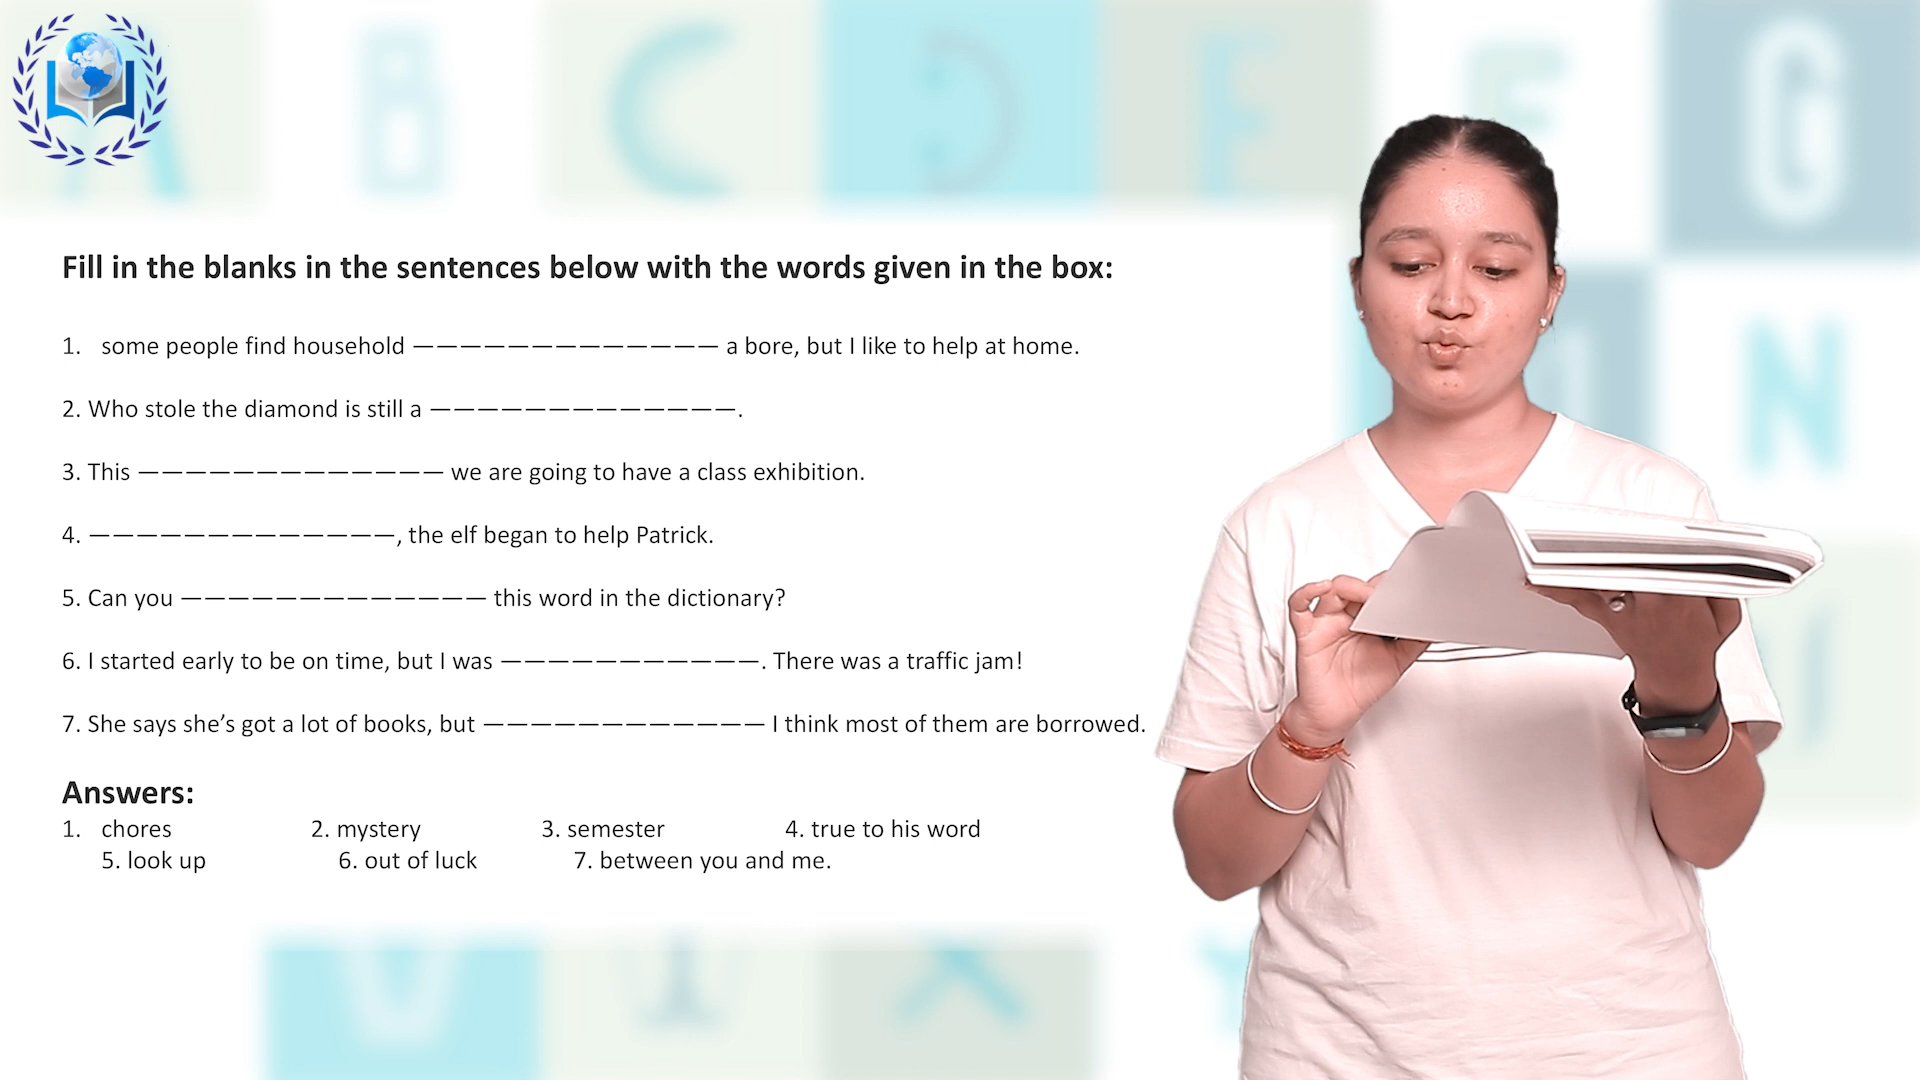 A B C D E F G
N
Fill in the blanks in the sentences below with the words given in the box:
1. some people find household ————————————— a bore, but I like to help at home.
2. Who stole the diamond is still a —————————————.
3. This ————————————— we are going to have a class exhibition.
4. —————————————, the elf began to help Patrick.
5. Can you ————————————— this word in the dictionary?
6. I started early to be on time, but I was ———————————. There was a traffic jam!
7. She says she’s got a lot of books, but ———————————— I think most of them are borrowed.
Answers:
1. chores 2. mystery 3. semester 4. true to his word
5. look up 6. out of luck 7. between you and me.
V X Y